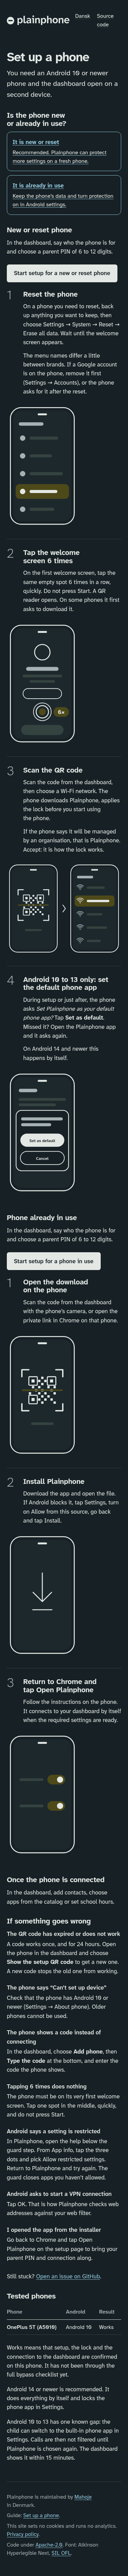 plainphone
Dansk
Source
code
Set up a phone
You need an Android 10 or newer
phone and the dashboard open on a
second device.
Is the phone new
or already in use?
It is new or reset
Recommended. Plainphone can protect
more settings on a fresh phone.
It is already in use
Keep the phone's data and turn protection
on in Android settings.
New or reset phone
In the dashboard, say who the phone is for
and choose a parent PIN of 6 to 12 digits.
Start setup for a new or reset phone
1
Reset the phone
On a phone you need to reset, back
up anything you want to keep, then
choose Settings → System → Reset →
Erase all data. Wait until the welcome
screen appears.
The menu names differ a little
between brands. If a Google account
is on the phone, remove it first
(Settings → Accounts), or the phone
asks for it after the reset.
2
Tap the welcome
screen 6 times
On the first welcome screen, tap the
same empty spot 6 times in a row,
quickly. Do not press Start. A QR
reader opens. On some phones it first
asks to download it.
6×
3
Scan the QR code
Scan the code from the dashboard,
then choose a Wi-Fi network. The
phone downloads Plainphone, applies
the lock before you start using
the phone.
If the phone says it will be managed
by an organisation, that is Plainphone.
Accept: it is how the lock works.
4
Android 10 to 13 only: set
the default phone app
During setup or just after, the phone
asks Set Plainphone as your default
phone app? Tap Set as default.
Missed it? Open the Plainphone app
and it asks again.
On Android 14 and newer this
happens by itself.
Set as default
Cancel
Phone already in use
In the dashboard, say who the phone is for
and choose a parent PIN of 6 to 12 digits.
Start setup for a phone in use
1
Open the download
on the phone
Scan the code from the dashboard
with the phone's camera, or open the
private link in Chrome on that phone.
2
Install Plainphone
Download the app and open the file.
If Android blocks it, tap Settings, turn
on Allow from this source, go back
and tap Install.
3
Return to Chrome and
tap Open Plainphone
Follow the instructions on the phone.
It connects to your dashboard by itself
when the required settings are ready.
Once the phone is connected
In the dashboard, add contacts, choose
apps from the catalog or set school hours.
If something goes wrong
The QR code has expired or does not work
A code works once, and for 24 hours. Open
the phone in the dashboard and choose
Show the setup QR code to get a new one.
A new code stops the old one from working.
The phone says “Can't set up device”
Check that the phone has Android 10 or
newer (Settings → About phone). Older
phones cannot be used.
The phone shows a code instead of
connecting
In the dashboard, choose Add phone, then
Type the code at the bottom, and enter the
code the phone shows.
Tapping 6 times does nothing
The phone must be on its very first welcome
screen. Tap one spot in the middle, quickly,
and do not press Start.
Android says a setting is restricted
In Plainphone, open the help below the
guard step. From App info, tap the three
dots and pick Allow restricted settings.
Return to Plainphone and try again. The
guard closes apps you haven't allowed.
Android asks to start a VPN connection
Tap OK. That is how Plainphone checks web
addresses against your web filter.
I opened the app from the installer
Go back to Chrome and tap Open
Plainphone on the setup page to bring your
parent PIN and connection along.
Still stuck? Open an issue on GitHub.
Tested phones
Phone Android Result
OnePlus 5T (A5010) Android 10 Works
Works means that setup, the lock and the
connection to the dashboard are confirmed
on this phone. It has not been through the
full bypass checklist yet.
Android 14 or newer is recommended. It
does everything by itself and locks the
phone app in Settings.
Android 10 to 13 has one known gap: the
child can switch to the built-in phone app in
Settings. Calls are then not filtered until
Plainphone is chosen again. The dashboard
shows it within 15 minutes.
Plainphone is maintained by Mahoje
in Denmark.
Guide: Set up a phone.
This site sets no cookies and runs no analytics.
Privacy policy.
Code under Apache-2.0. Font: Atkinson
Hyperlegible Next, SIL OFL.